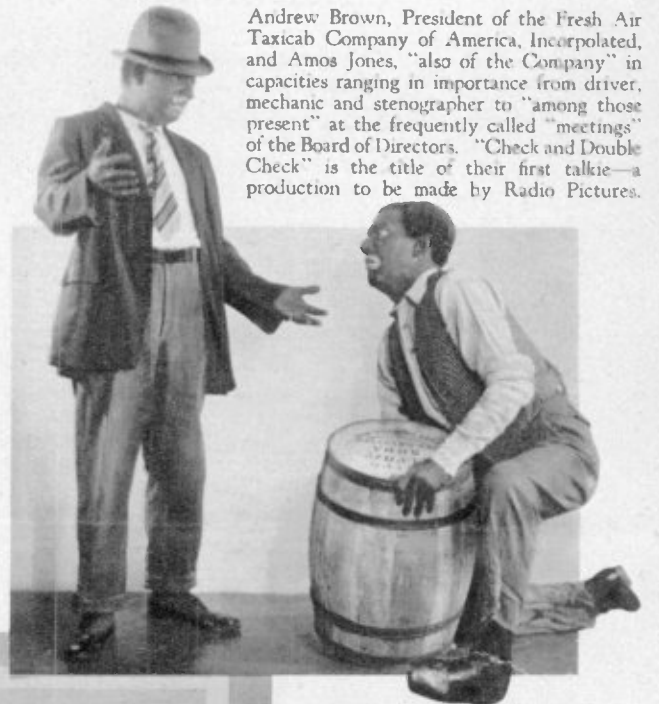 Andrew Brown, President of the Fresh Air
Taxicab Company of America, Incorpolated,
and Amos Jones, "also of the Company" in
capacities ranging in importance from driver,
mechanic and stenographer to "among those
present" at the frequently called "meetings"
of the Board of Directors. "Check and Double
Check" is the title of their first talkie—a
production to be made by Radio Pictures.